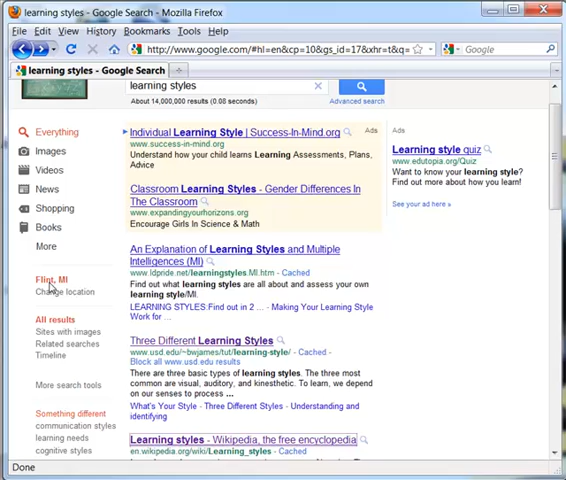 learning styles - Google Search - Mozilla Firefox
File Edit View History Bookmarks Tools Help
http://www.google.com/#hl=en&cp=10&gs_id=17&xhr=t&q=
Google
learning styles - Google Search
learning styles
About 14,000,000 results (0.08 seconds)
Advanced search
Everything
Images
Videos
News
Shopping
Books
More
Flint, MI
Change location
All results
Sites with images
Related searches
Timeline
More search tools
Something different
communication styles
learning needs
cognitive styles
Individual Learning Style | Success-In-Mind.org
Ads
www.success-in-mind.org
Understand how your child learns Learning Assessments, Plans,
Advice
Classroom Learning Styles - Gender Differences In
The Classroom
www.expandingyourhorizons.org
Encourage Girls In Science & Math
An Explanation of Learning Styles and Multiple
Intelligences (MI)
www.ldpride.net/learningstyles.MI.htm - Cached
Find out what learning styles are all about and assess your own
learning style/MI.
LEARNING STYLES:Find out in 2 ... - Making Your Learning Style
Work for ...
Three Different Learning Styles
www.usd.edu/~bwjames/tut/learning-style/ - Cached -
Block all www.usd.edu results
There are three basic types of learning styles. The three most
common are visual, auditory, and kinesthetic. To learn, we depend
on our senses to process ...
What's Your Style - Three Different Styles - Understanding and
identifying
Learning styles - Wikipedia, the free encyclopedia
en.wikipedia.org/wiki/Learning_styles - Cached
Ads
Learning style quiz
www.edutopia.org/Quiz
Want to know your learning style?
Find out more about how you learn!
See your ad here »
Done